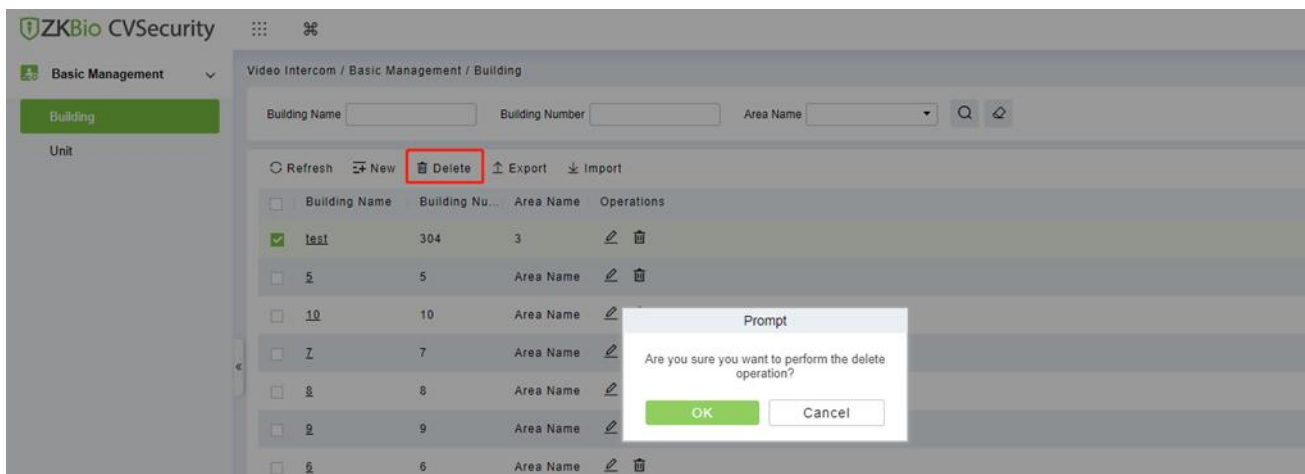 ZKBio CVSecurity
Basic Management
Building
Unit
Video Intercom / Basic Management / Building
Building Name Building Number Area Name
Refresh New Delete Export Import
Building Name Building Nu... Area Name Operations
test 304 3
5 5 Area Name
10 10 Area Name
7 7 Area Name
8 8 Area Name
9 9 Area Name
6 6 Area Name
Prompt
Are you sure you want to perform the delete
operation?
OK Cancel